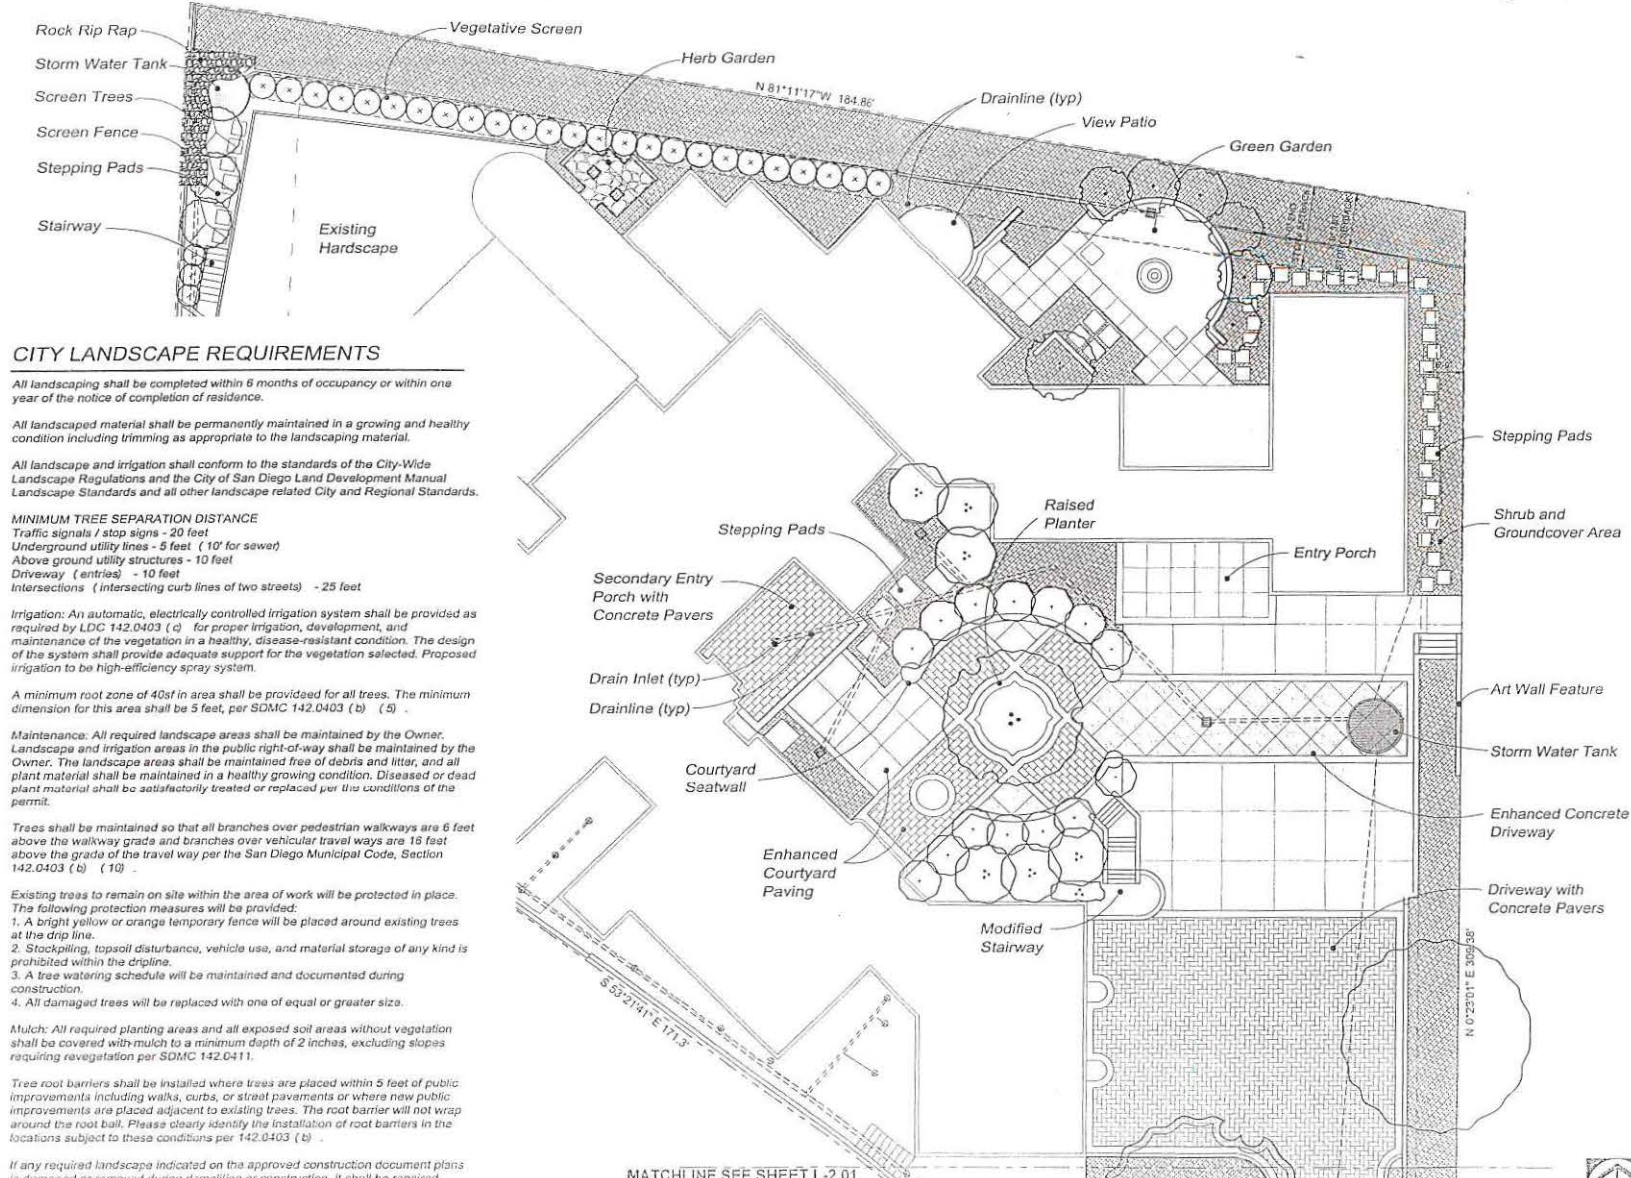 Rock Rip Rap
Storm Water Tank
Screen Trees
Screen Fence
Stepping Pads
Stairway
Vegetative Screen
Herb Garden
N 81°11'17"W 184.86'
Drainline (typ)
View Patio
Green Garden
Existing
Hardscape
CITY LANDSCAPE REQUIREMENTS
All landscaping shall be completed within 6 months of occupancy or within one
year of the notice of completion of residence.
All landscaped material shall be permanently maintained in a growing and healthy
condition including trimming as appropriate to the landscaping material.
All landscape and irrigation shall conform to the standards of the City-Wide
Landscape Regulations and the City of San Diego Land Development Manual
Landscape Standards and all other landscape related City and Regional Standards.
MINIMUM TREE SEPARATION DISTANCE
Traffic signals / stop signs - 20 feet
Underground utility lines - 5 feet ( 10' for sewer)
Above ground utility structures - 10 feet
Driveway ( entries) - 10 feet
Intersections ( intersecting curb lines of two streets) - 25 feet
Irrigation: An automatic, electrically controlled irrigation system shall be provided as
required by LDC 142.0403 ( c) for proper irrigation, development, and
maintenance of the vegetation in a healthy, disease-resistant condition. The design
of the system shall provide adequate support for the vegetation selected. Proposed
irrigation to be high-efficiency spray system.
A minimum root zone of 40sf in area shall be provideed for all trees. The minimum
dimension for this area shall be 5 feet, per SDMC 142.0403 ( b) ( 5) .
Maintenance: All required landscape areas shall be maintained by the Owner.
Landscape and irrigation areas in the public right-of-way shall be maintained by the
Owner. The landscape areas shall be maintained free of debris and litter, and all
plant material shall be maintained in a healthy growing condition. Diseased or dead
plant material shall be satisfactorily treated or replaced per the conditions of the
permit.
Trees shall be maintained so that all branches over pedestrian walkways are 6 feet
above the walkway grade and branches over vehicular travel ways are 16 feet
above the grade of the travel way per the San Diego Municipal Code, Section
142.0403 ( b) ( 10) .
Existing trees to remain on site within the area of work will be protected in place.
The following protection measures will be provided:
1. A bright yellow or orange temporary fence will be placed around existing trees
at the drip line.
2. Stockpiling, topsoil disturbance, vehicle use, and material storage of any kind is
prohibited within the dripline.
3. A tree watering schedule will be maintained and documented during
construction.
4. All damaged trees will be replaced with one of equal or greater size.
Mulch: All required planting areas and all exposed soil areas without vegetation
shall be covered with mulch to a minimum depth of 2 inches, excluding slopes
requiring revegetation per SDMC 142.0411.
Tree root barriers shall be installed where trees are placed within 5 feet of public
improvements including walks, curbs, or street pavements or where new public
improvements are placed adjacent to existing trees. The root barrier will not wrap
around the root ball. Please clearly identify the installation of root barriers in the
locations subject to these conditions per 142.0403 ( b) .
If any required landscape indicated on the approved construction document plans
is damaged or removed during demolition or construction, it shall be repaired
Stepping Pads
Raised
Planter
Entry Porch
Secondary Entry
Porch with
Concrete Pavers
Drain Inlet (typ)
Drainline (typ)
Courtyard
Seatwall
Enhanced
Courtyard
Paving
Modified
Stairway
S 53°21'41" E 171.3'
Stepping Pads
Shrub and
Groundcover Area
Art Wall Feature
Storm Water Tank
Enhanced Concrete
Driveway
Driveway with
Concrete Pavers
N 0°23'01" E 309.38'
MATCHLINE SEE SHEET L-2.01